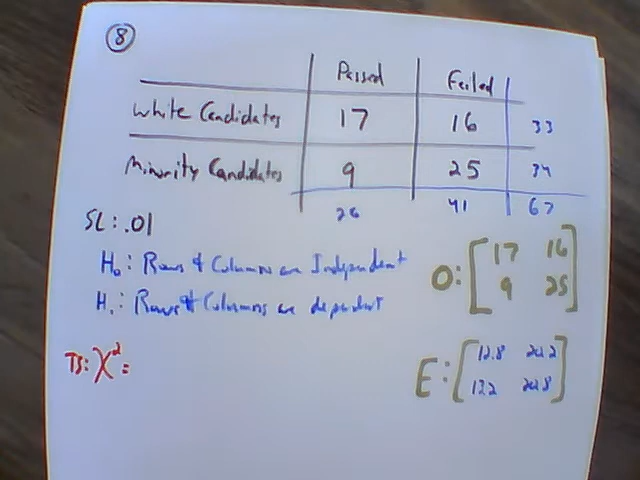 8
Passed Failed
White Candidates 17 16 33
Minority Candidates 9 25 34
26 41 67
SL: .01
H₀: Rows & Columns are Independent
H₁: Rows & Columns are dependent
O: [17 16
9 25]
TS: χ² =
E: [12.8 20.2
13.2 20.8]